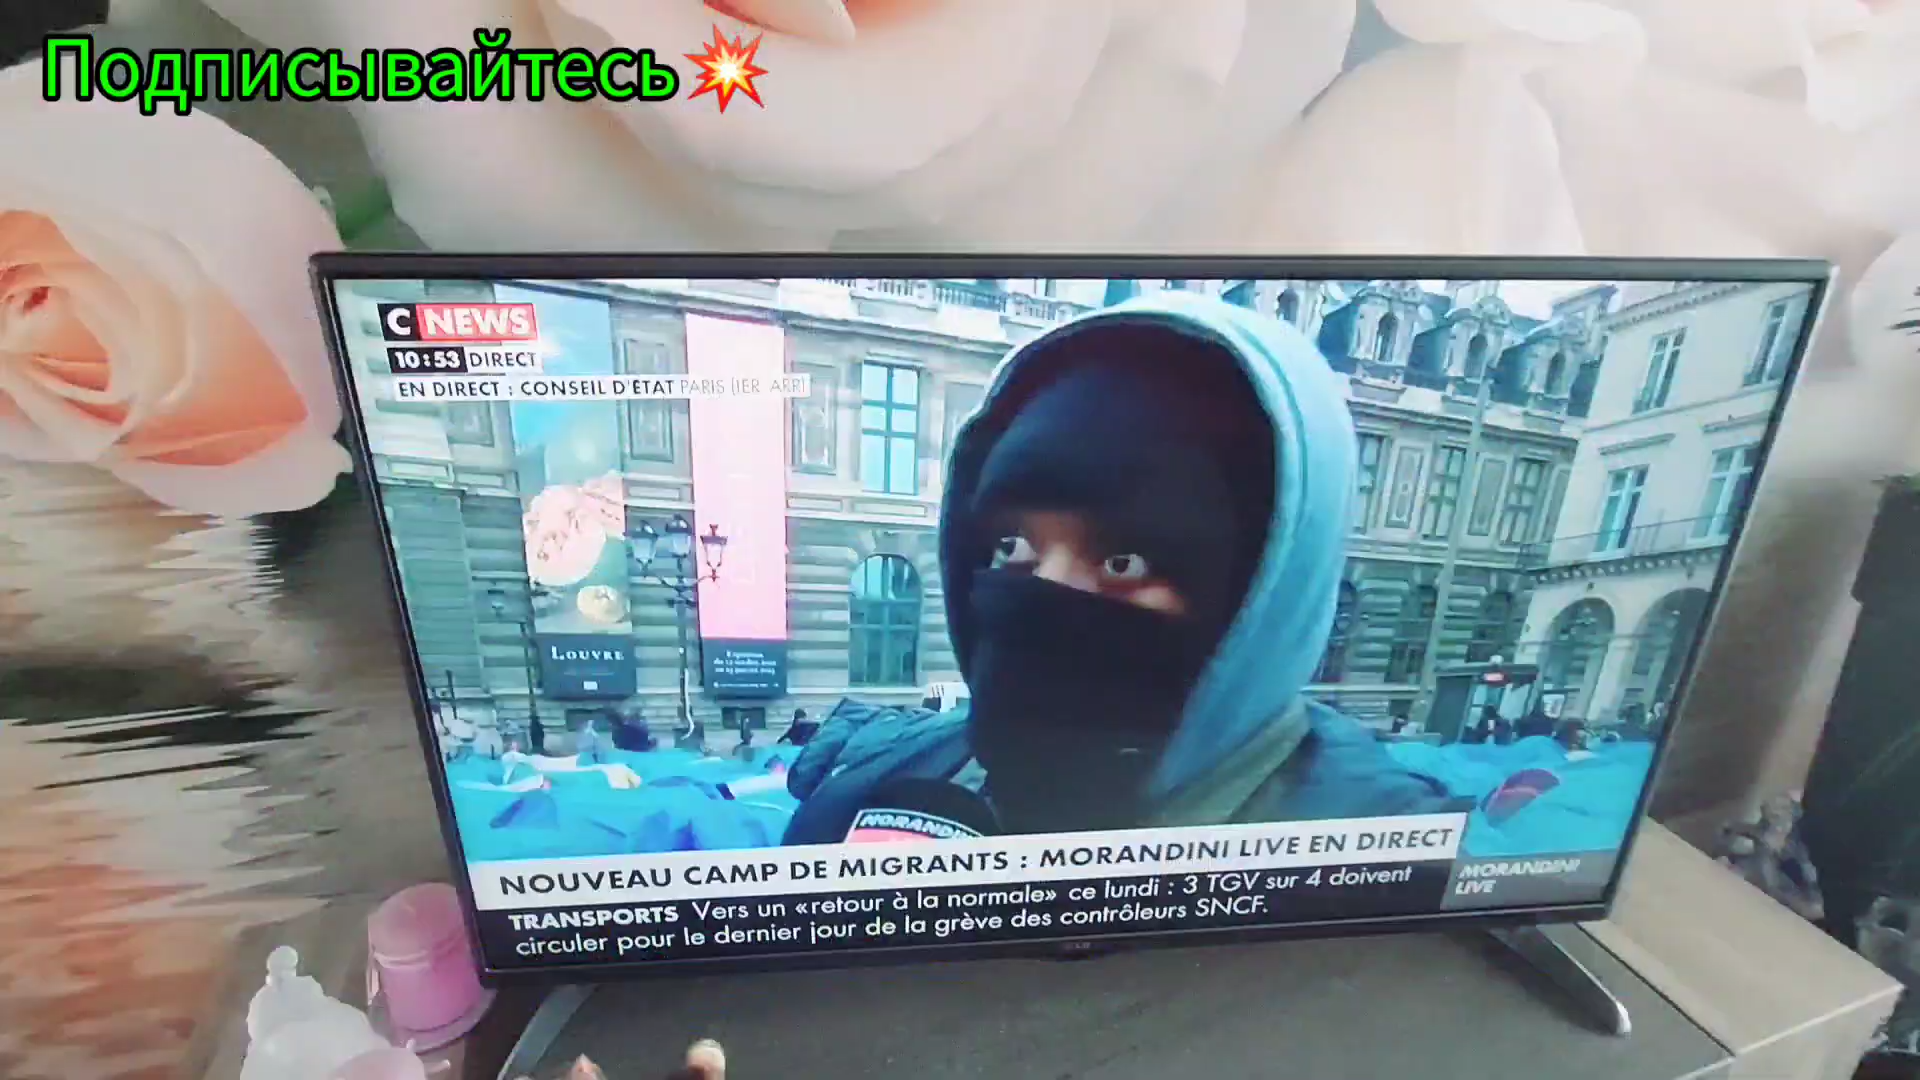 Подписывайтесь
C NEWS
10:53 DIRECT
EN DIRECT : CONSEIL D'ÉTAT PARIS (1ER ARR)
LOUVRE
MORANDINI
NOUVEAU CAMP DE MIGRANTS : MORANDINI LIVE EN DIRECT
MORANDINI
LIVE
TRANSPORTS Vers un «retour à la normale» ce lundi : 3 TGV sur 4 doivent
circuler pour le dernier jour de la grève des contrôleurs SNCF.